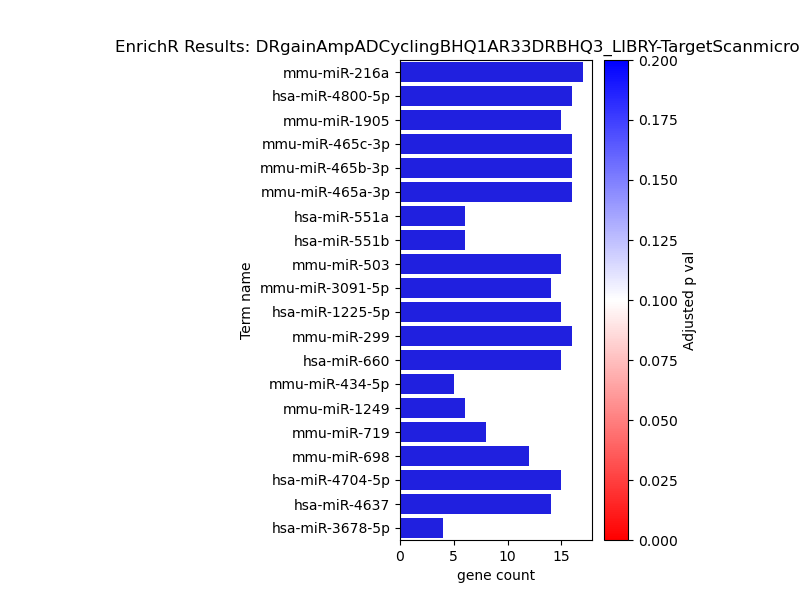 EnrichR Results: DRgainAmpADCyclingBHQ1AR33DRBHQ3_LIBRY-TargetScanmicro
mmu-miR-216a
hsa-miR-4800-5p
mmu-miR-1905
mmu-miR-465c-3p
mmu-miR-465b-3p
mmu-miR-465a-3p
hsa-miR-551a
hsa-miR-551b
mmu-miR-503
mmu-miR-3091-5p
hsa-miR-1225-5p
mmu-miR-299
hsa-miR-660
mmu-miR-434-5p
mmu-miR-1249
mmu-miR-719
mmu-miR-698
hsa-miR-4704-5p
hsa-miR-4637
hsa-miR-3678-5p
Term name
0 5 10 15
gene count
0.200
0.175
0.150
0.125
0.100
0.075
0.050
0.025
0.000
Adjusted p val